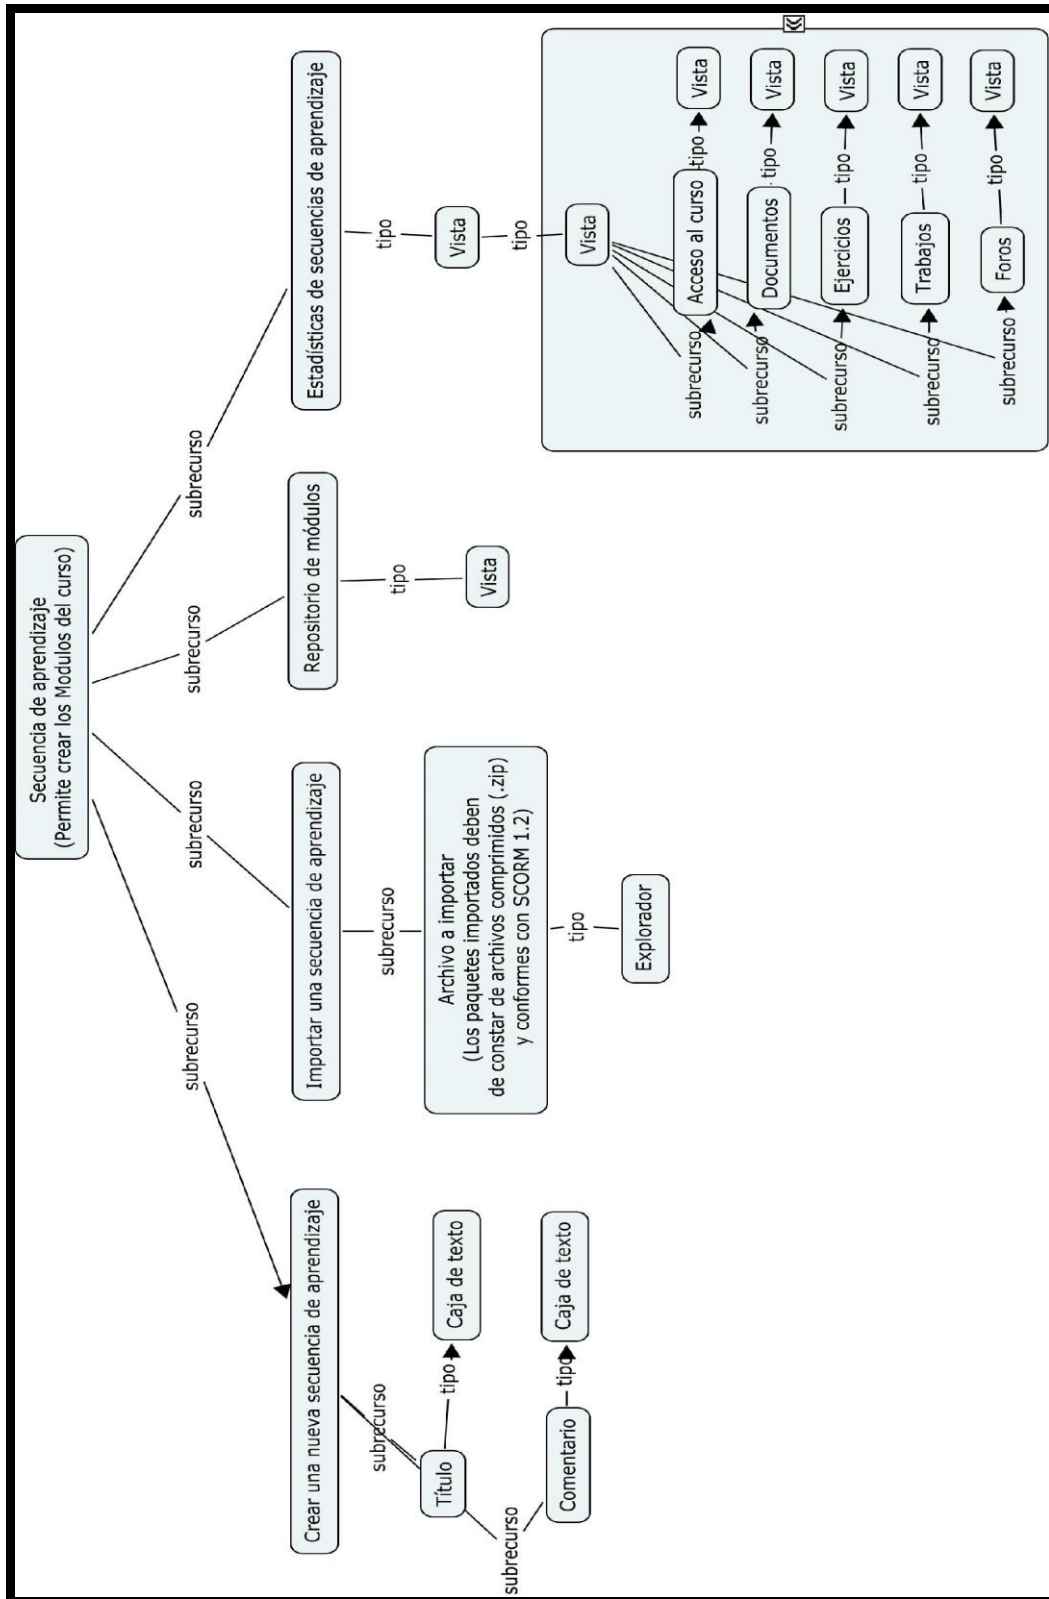 Secuencia de aprendizaje
(Permite crear los Modulos del curso)
subrecurso
subrecurso
subrecurso
subrecurso
Crear una nueva secuencia de aprendizaje
Importar una secuencia de aprendizaje
Repositorio de módulos
Estadísticas de secuencias de aprendizaje
subrecurso
subrecurso
tipo
tipo
Título
tipo
Caja de texto
Archivo a importar
(Los paquetes importados deben
de constar de archivos comprimidos (.zip)
y conformes con SCORM 1.2)
Vista
Vista
subrecurso
tipo
Comentario
tipo
Caja de texto
tipo
Vista
Explorador
subrecurso
Acceso al curso
tipo
Vista
subrecurso
Documentos
tipo
Vista
subrecurso
Ejercicios
tipo
Vista
subrecurso
Trabajos
tipo
Vista
subrecurso
Foros
tipo
Vista